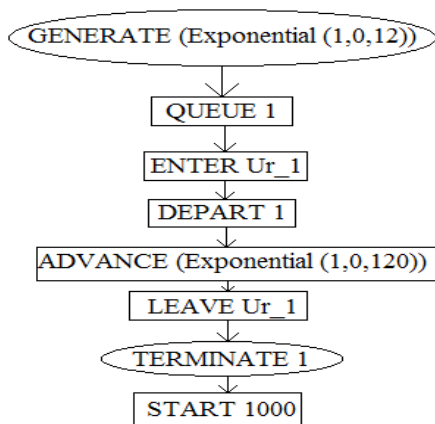 GENERATE (Exponential (1,0,12))
QUEUE 1
ENTER Ur_1
DEPART 1
ADVANCE (Exponential (1,0,120))
LEAVE Ur_1
TERMINATE 1
START 1000